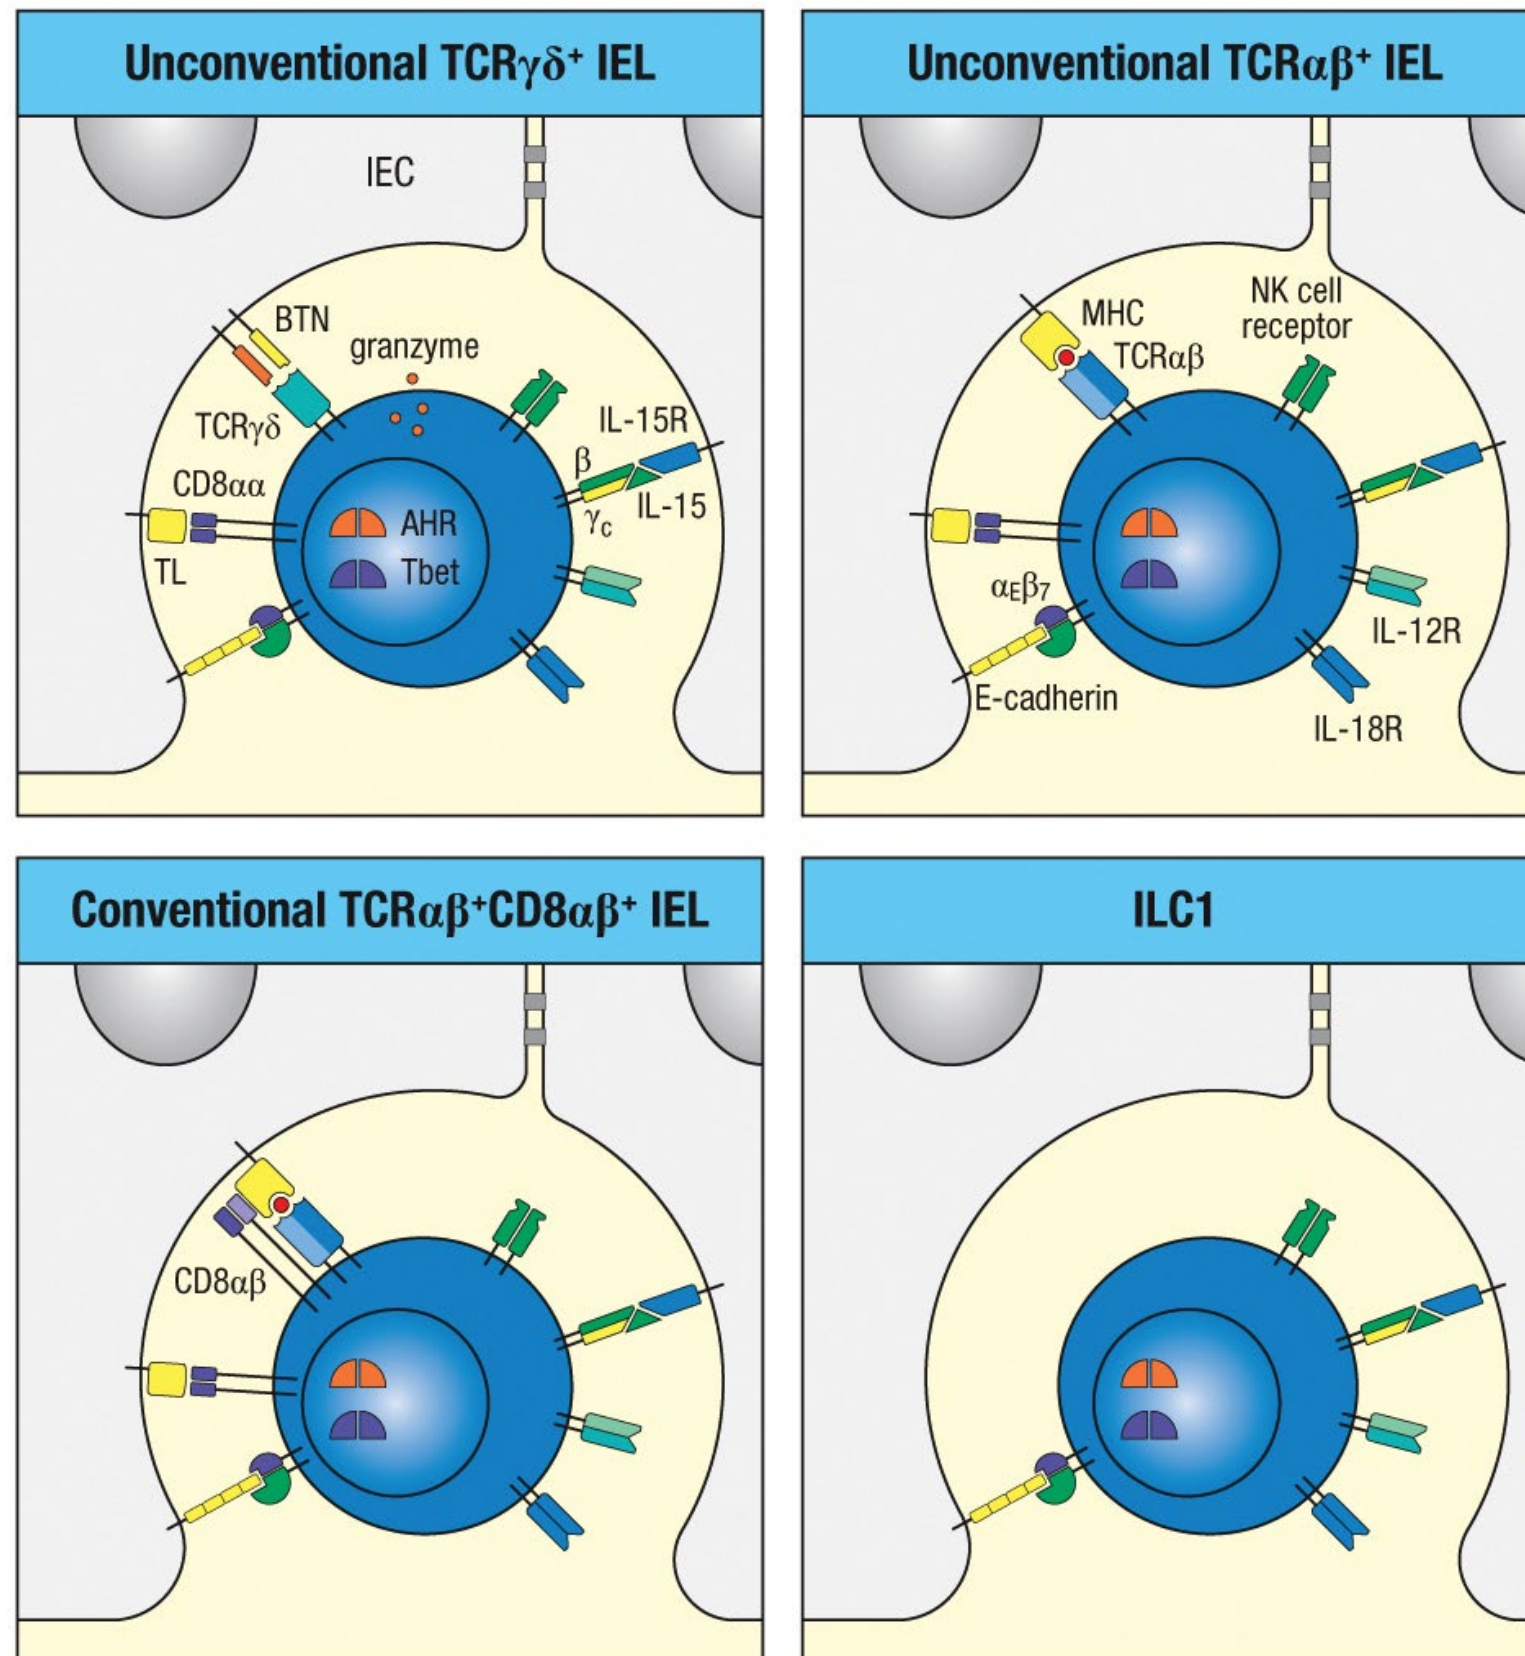 Unconventional TCRγδ⁺ IEL
IEC
BTN
granzyme
TCRγδ
IL-15R
β
CD8αα
IL-15
γc
AHR
TL
Tbet
Unconventional TCRαβ⁺ IEL
NK cell
receptor
MHC
TCRαβ
αEβ7
IL-12R
E-cadherin
IL-18R
Conventional TCRαβ⁺CD8αβ⁺ IEL
CD8αβ
ILC1